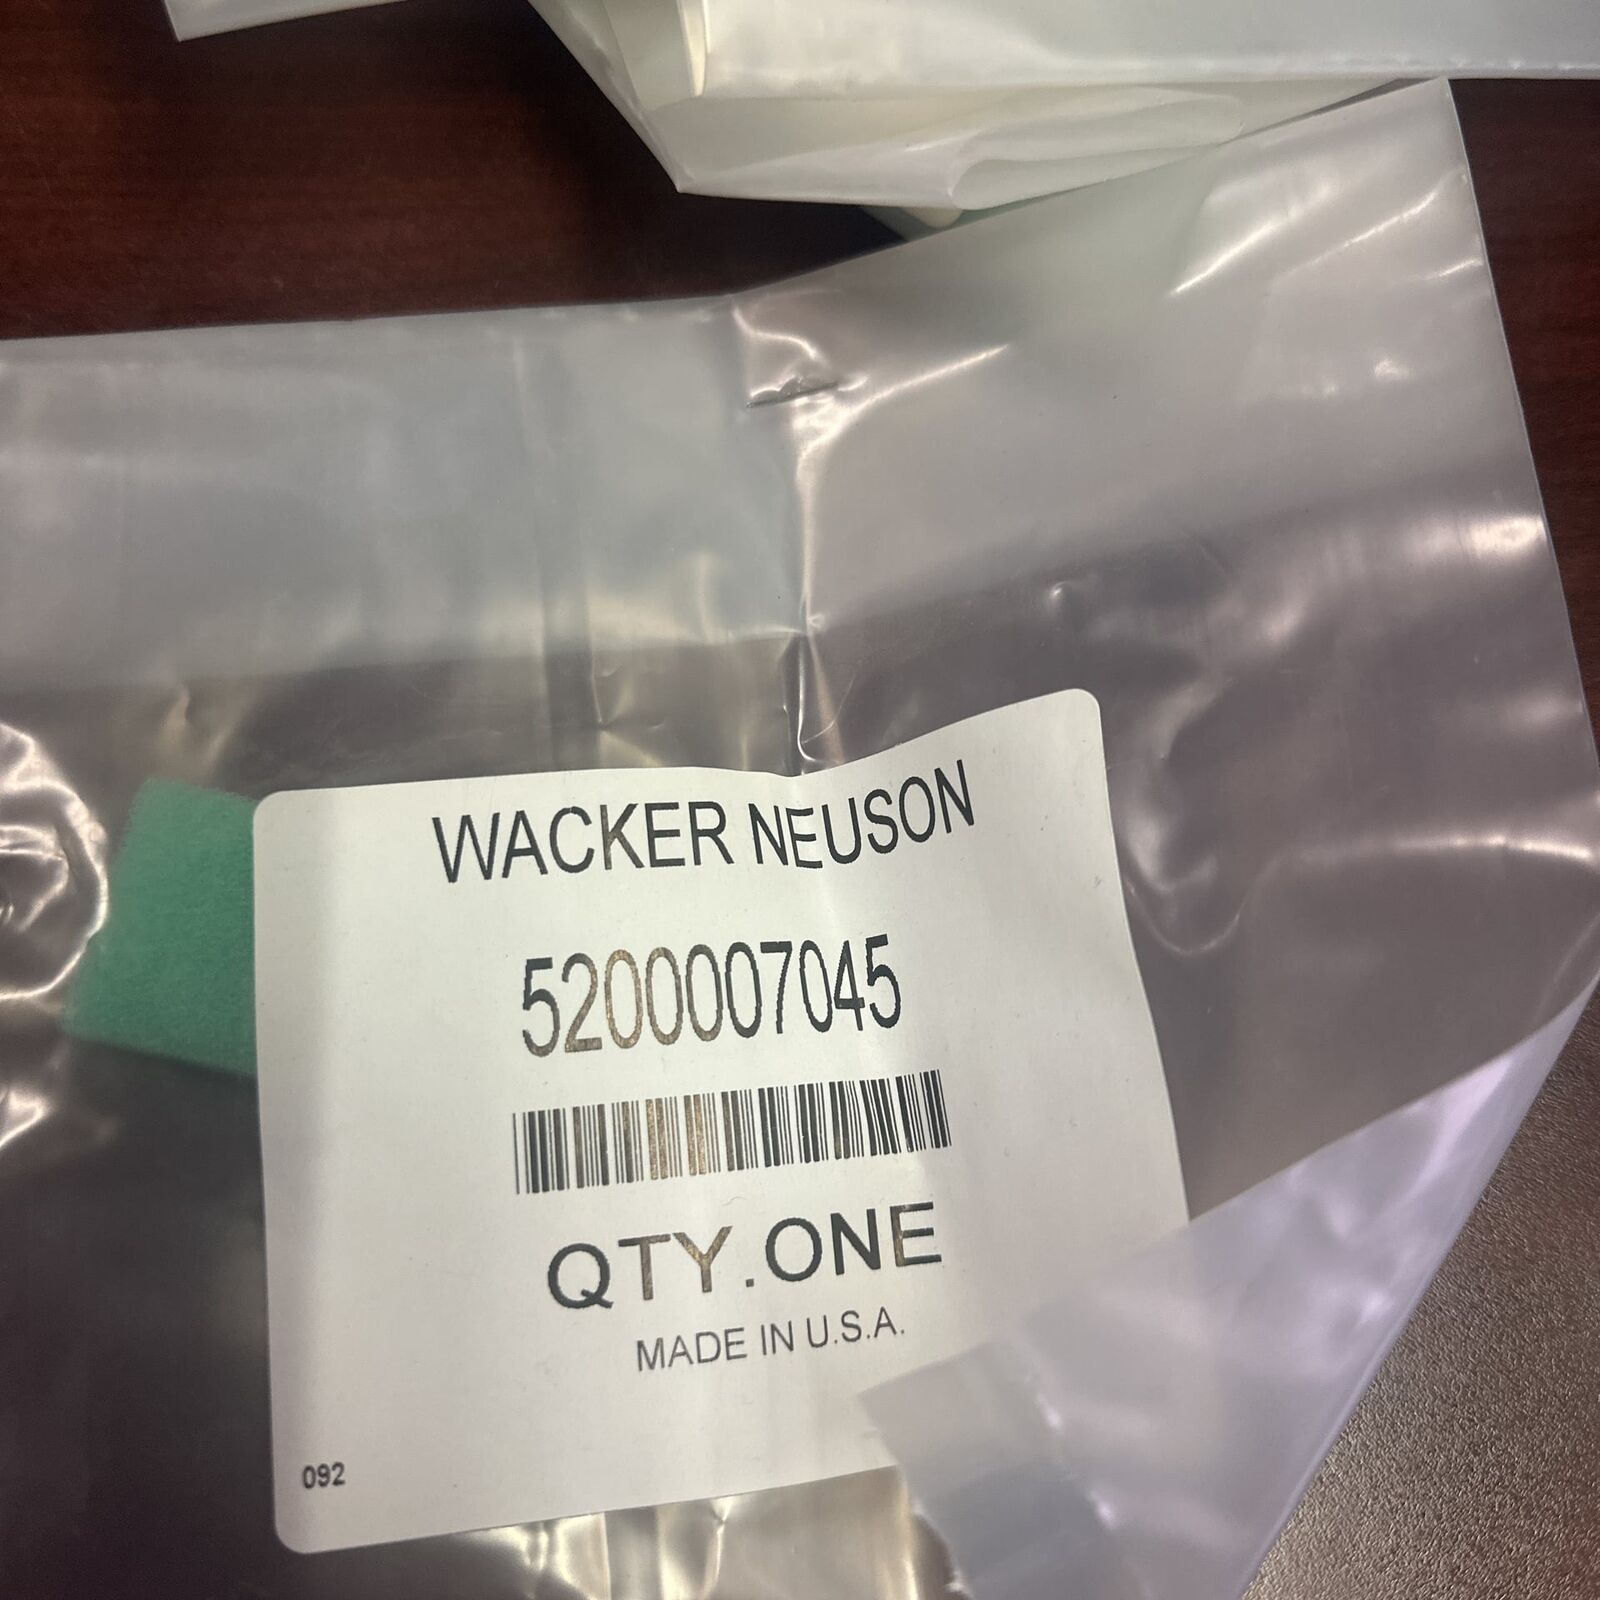 WACKER NEUSON
5200007045
QTY.ONE
MADE IN U.S.A.
092